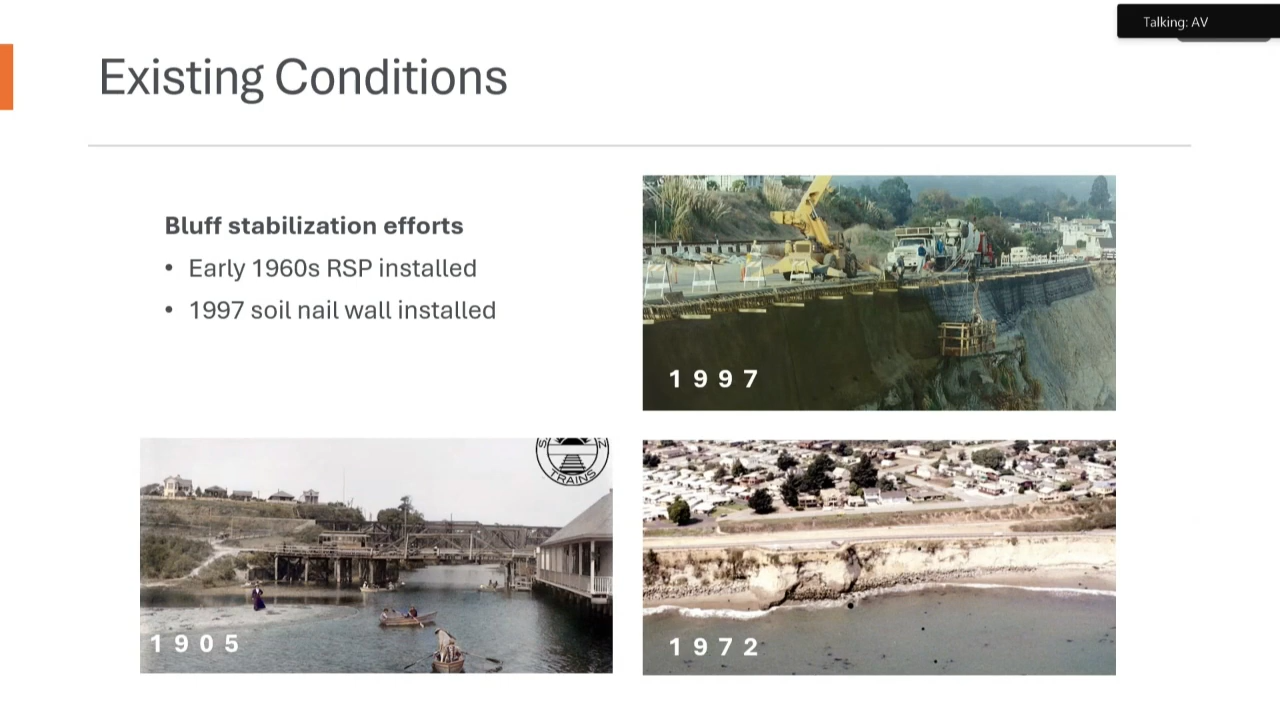 Talking: AV
Existing Conditions
Bluff stabilization efforts
• Early 1960s RSP installed
• 1997 soil nail wall installed
1997
TRAINS
1905
1972